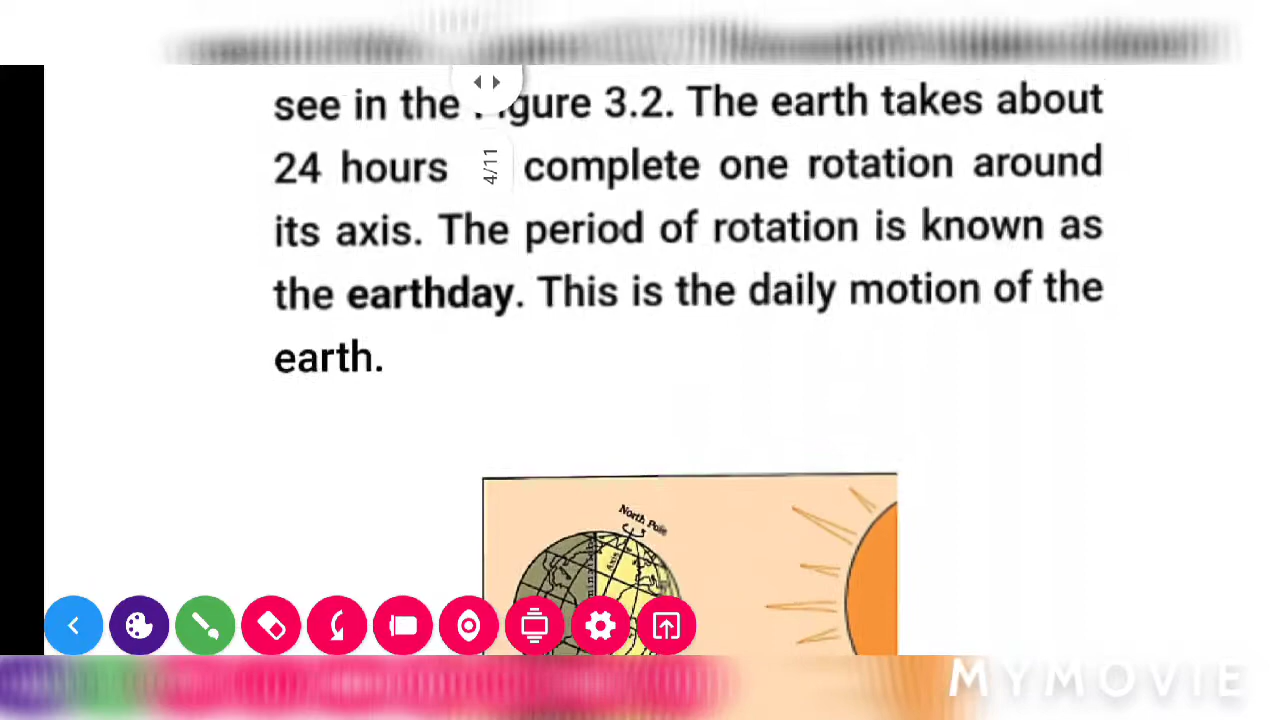 see in the Figure 3.2. The earth takes about
24 hours complete one rotation around
4/11
its axis. The period of rotation is known as
the earthday. This is the daily motion of the
earth.
North Pole
Axis
MYMOVIE